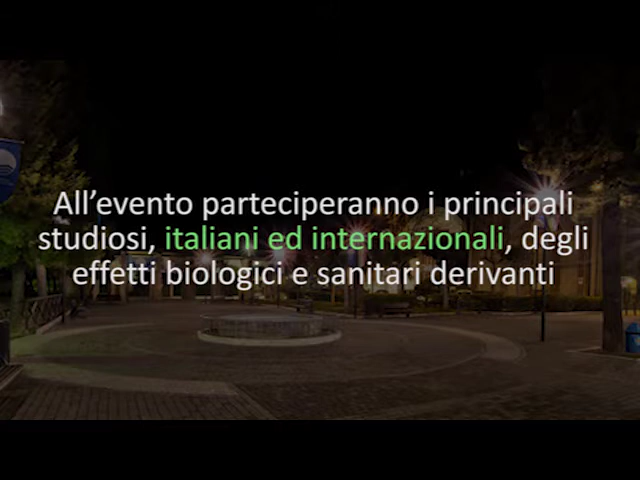 All’evento parteciperanno i principali
studiosi, italiani ed internazionali, degli
effetti biologici e sanitari derivanti